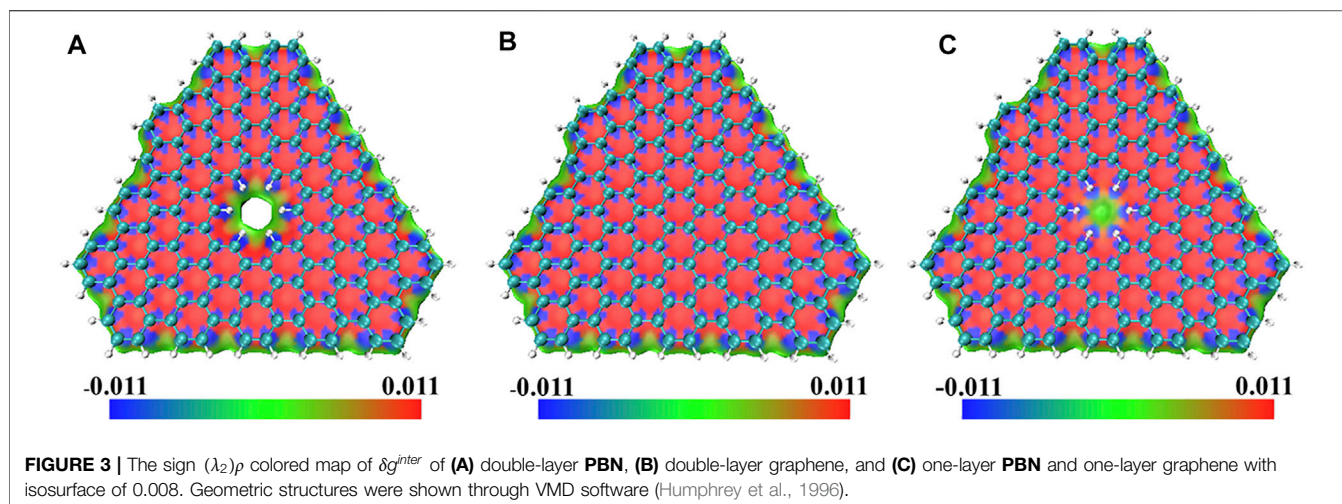 A
B
C
-0.011 0.011
-0.011 0.011
-0.011 0.011
FIGURE 3 | The sign (λ₂)ρ colored map of δgⁱⁿᵗᵉʳ of (A) double-layer PBN, (B) double-layer graphene, and (C) one-layer PBN and one-layer graphene with
isosurface of 0.008. Geometric structures were shown through VMD software (Humphrey et al., 1996).